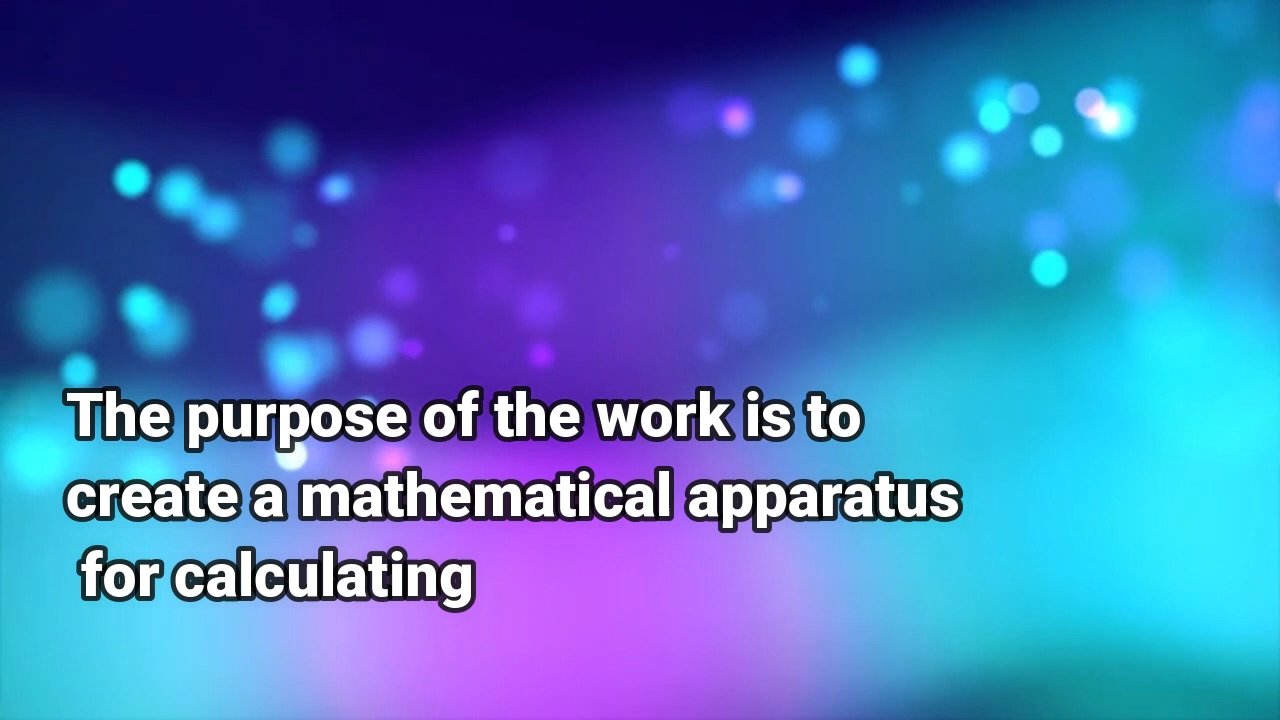 The purpose of the work is to
create a mathematical apparatus
for calculating